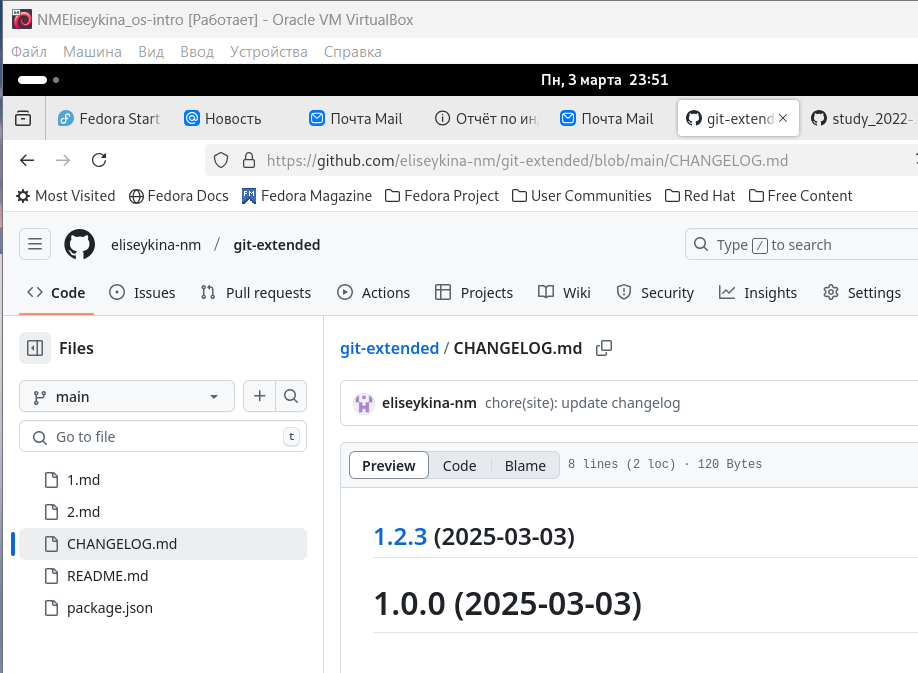 NMEliseykina_os-intro [Работает] - Oracle VM VirtualBox
Файл Машина Вид Ввод Устройства Справка
Пн, 3 марта 23:51
Fedora Start Новость Почта Mail Отчёт по ин, Почта Mail git-extend study_2022-
https://github.com/eliseykina-nm/git-extended/blob/main/CHANGELOG.md
Most Visited Fedora Docs Fedora Magazine Fedora Project User Communities Red Hat Free Content
eliseykina-nm / git-extended Type / to search
Code Issues Pull requests Actions Projects Wiki Security Insights Settings
Files
git-extended / CHANGELOG.md
main
eliseykina-nm chore(site): update changelog
Go to file t
Preview Code Blame 8 lines (2 loc) · 120 Bytes
1.md
2.md
CHANGELOG.md
README.md
package.json
1.2.3 (2025-03-03)
1.0.0 (2025-03-03)